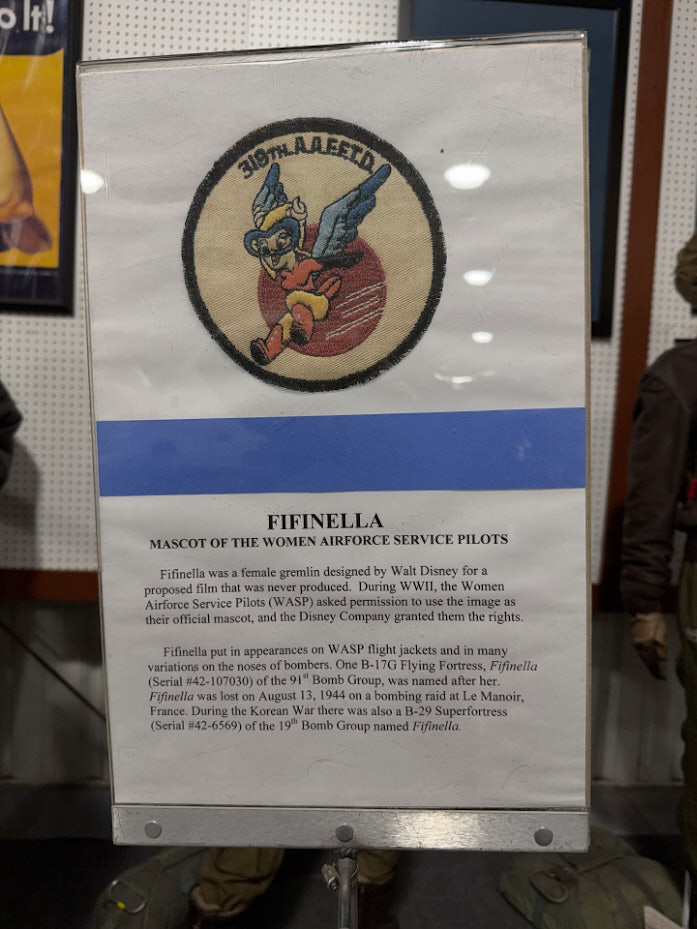 o It!
319TH. A.A.F.F.T.D.
FIFINELLA
MASCOT OF THE WOMEN AIRFORCE SERVICE PILOTS
Fifinella was a female gremlin designed by Walt Disney for a
proposed film that was never produced. During WWII, the Women
Airforce Service Pilots (WASP) asked permission to use the image as
their official mascot, and the Disney Company granted them the rights.
Fifinella put in appearances on WASP flight jackets and in many
variations on the noses of bombers. One B-17G Flying Fortress, Fifinella
(Serial #42-107030) of the 91st Bomb Group, was named after her.
Fifinella was lost on August 13, 1944 on a bombing raid at Le Manoir,
France. During the Korean War there was also a B-29 Superfortress
(Serial #42-6569) of the 19th Bomb Group named Fifinella.